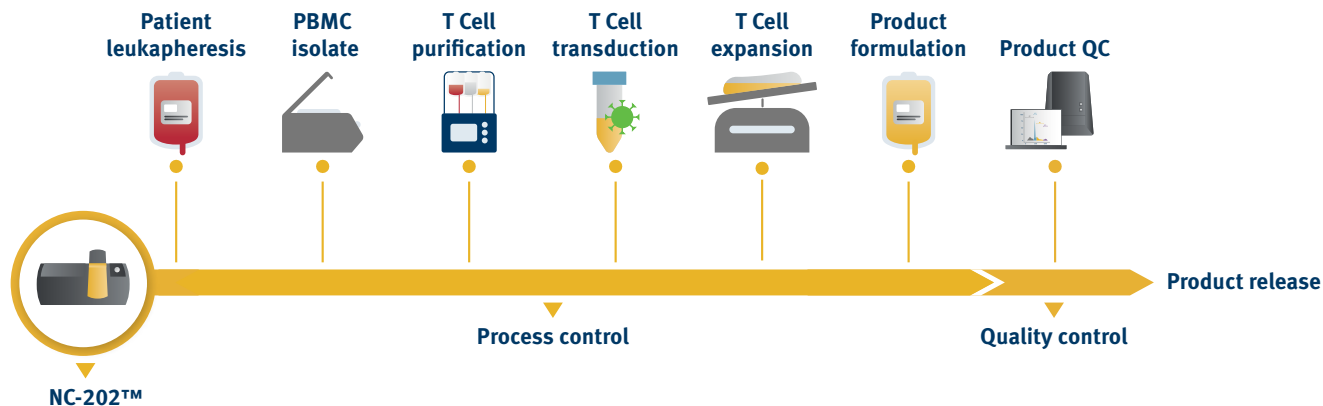 Patient
leukapheresis
PBMC
isolate
T Cell
purification
T Cell
transduction
T Cell
expansion
Product
formulation
Product QC
Product release
Process control
Quality control
NC-202™